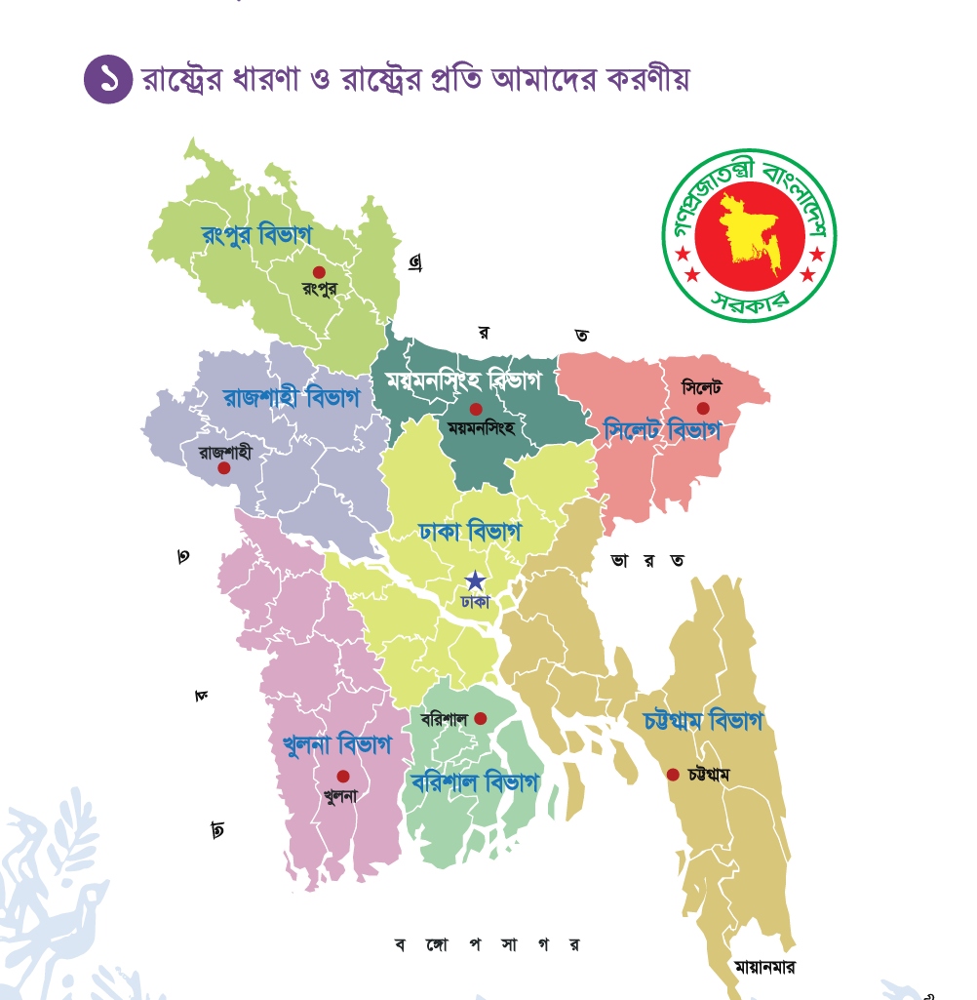 ১ রাষ্ট্রের ধারণা ও রাষ্ট্রের প্রতি আমাদের করণীয়
গণপ্রজাতন্ত্রী বাংলাদেশ
সরকার
রংপুর বিভাগ
রংপুর
র ত
ময়মনসিংহ বিভাগ
ময়মনসিংহ
সিলেট
সিলেট বিভাগ
রাজশাহী বিভাগ
রাজশাহী
ঢাকা বিভাগ
ঢাকা
ভা র ত
চট্টগ্রাম বিভাগ
চট্টগ্রাম
খুলনা বিভাগ
খুলনা
বরিশাল
বরিশাল বিভাগ
ব ঙ্গো প সা গ র
মায়ানমার